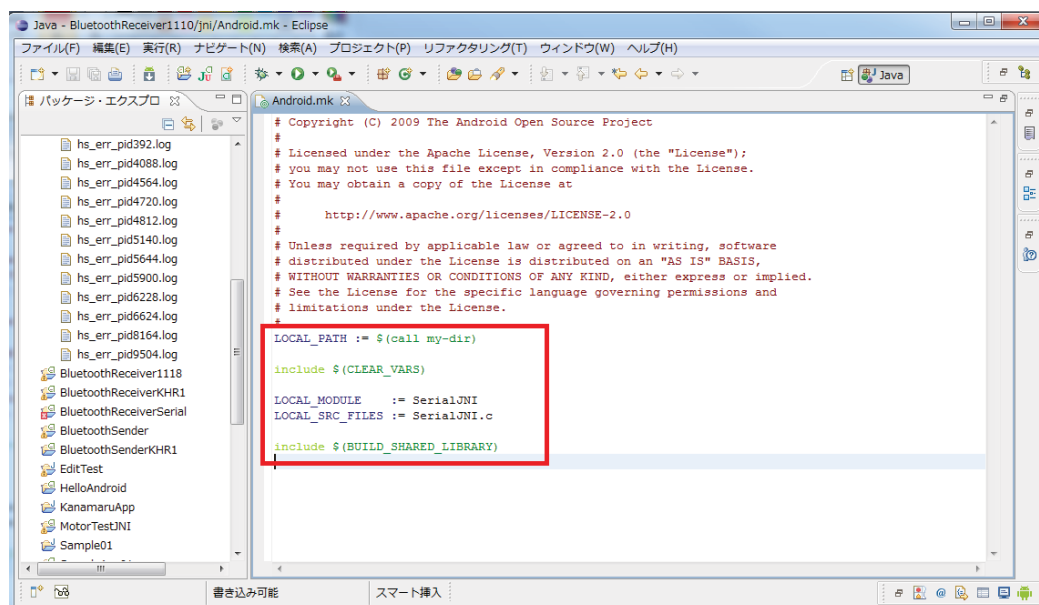 Java - BluetoothReceiver1110/jni/Android.mk - Eclipse
ファイル(F) 編集(E) 実行(R) ナビゲート(N) 検索(A) プロジェクト(P) リファクタリング(T) ウィンドウ(W) ヘルプ(H)
Java
パッケージ・エクスプロ
hs_err_pid392.log
hs_err_pid4088.log
hs_err_pid4564.log
hs_err_pid4720.log
hs_err_pid4812.log
hs_err_pid5140.log
hs_err_pid5644.log
hs_err_pid5900.log
hs_err_pid6228.log
hs_err_pid6624.log
hs_err_pid8164.log
hs_err_pid9504.log
BluetoothReceiver1118
BluetoothReceiverKHR1
BluetoothReceiverSerial
BluetoothSender
BluetoothSenderKHR1
EditTest
HelloAndroid
KanamaruApp
MotorTestJNI
Sample01
Android.mk
# Copyright (C) 2009 The Android Open Source Project
#
# Licensed under the Apache License, Version 2.0 (the "License");
# you may not use this file except in compliance with the License.
# You may obtain a copy of the License at
#
#      http://www.apache.org/licenses/LICENSE-2.0
#
# Unless required by applicable law or agreed to in writing, software
# distributed under the License is distributed on an "AS IS" BASIS,
# WITHOUT WARRANTIES OR CONDITIONS OF ANY KIND, either express or implied.
# See the License for the specific language governing permissions and
# limitations under the License.
#
LOCAL_PATH := $(call my-dir)
include $(CLEAR_VARS)
LOCAL_MODULE    := SerialJNI
LOCAL_SRC_FILES := SerialJNI.c
include $(BUILD_SHARED_LIBRARY)
書き込み可能
スマート挿入